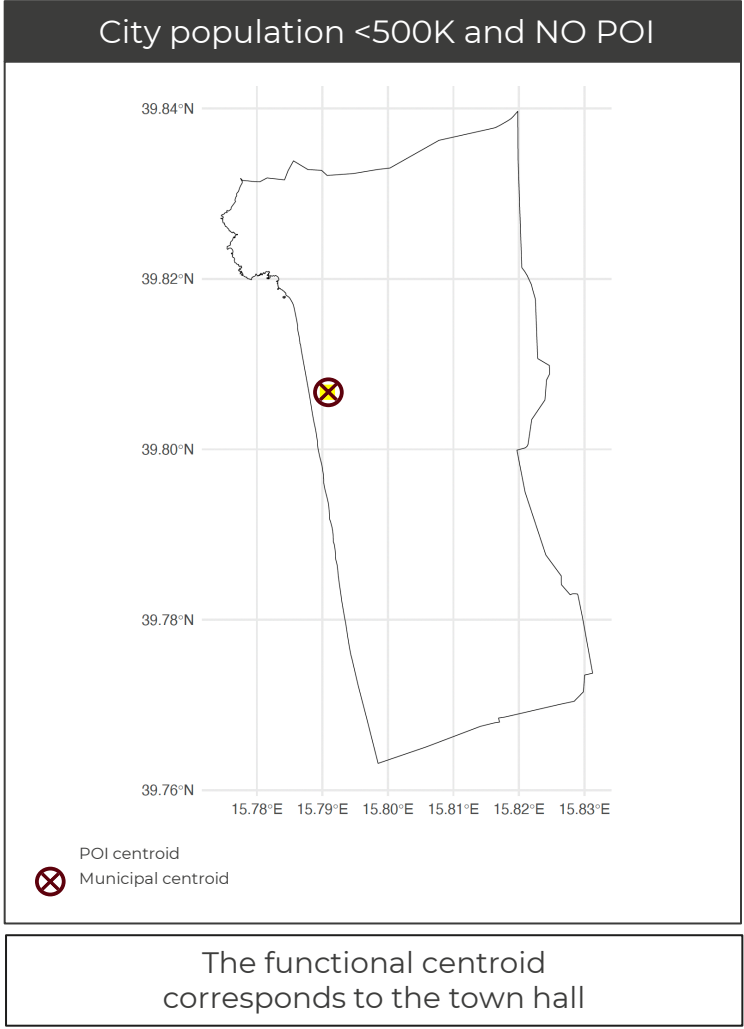 City population <500K and NO POI
39.84°N
39.82°N
39.80°N
39.78°N
39.76°N
15.78°E 15.79°E 15.80°E 15.81°E 15.82°E 15.83°E
POI centroid
Municipal centroid
The functional centroid
corresponds to the town hall